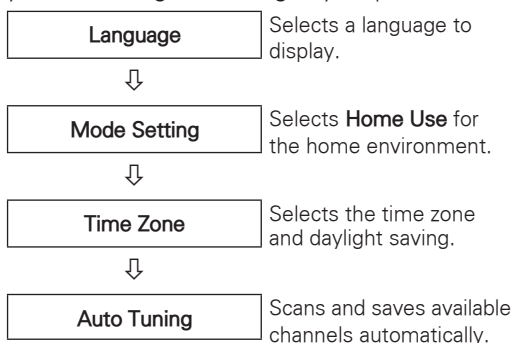 Language
Selects a language to
display.
⇩
Mode Setting
Selects Home Use for
the home environment.
⇩
Time Zone
Selects the time zone
and daylight saving.
⇩
Auto Tuning
Scans and saves available
channels automatically.